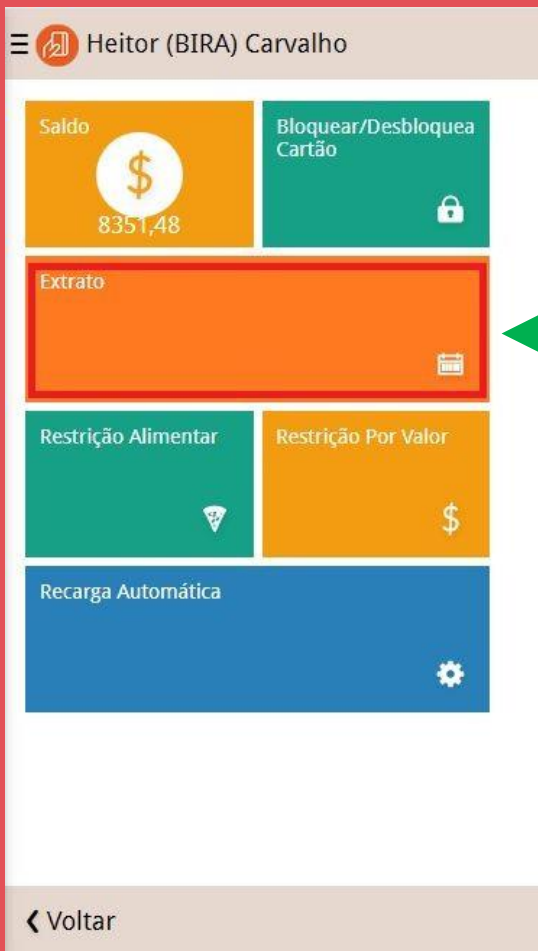 Heitor (BIRA) Carvalho
Saldo
$
8351,48
Bloquear/Desbloquea
Cartão
Extrato
Restrição Alimentar
Restrição Por Valor
$
Recarga Automática
Voltar